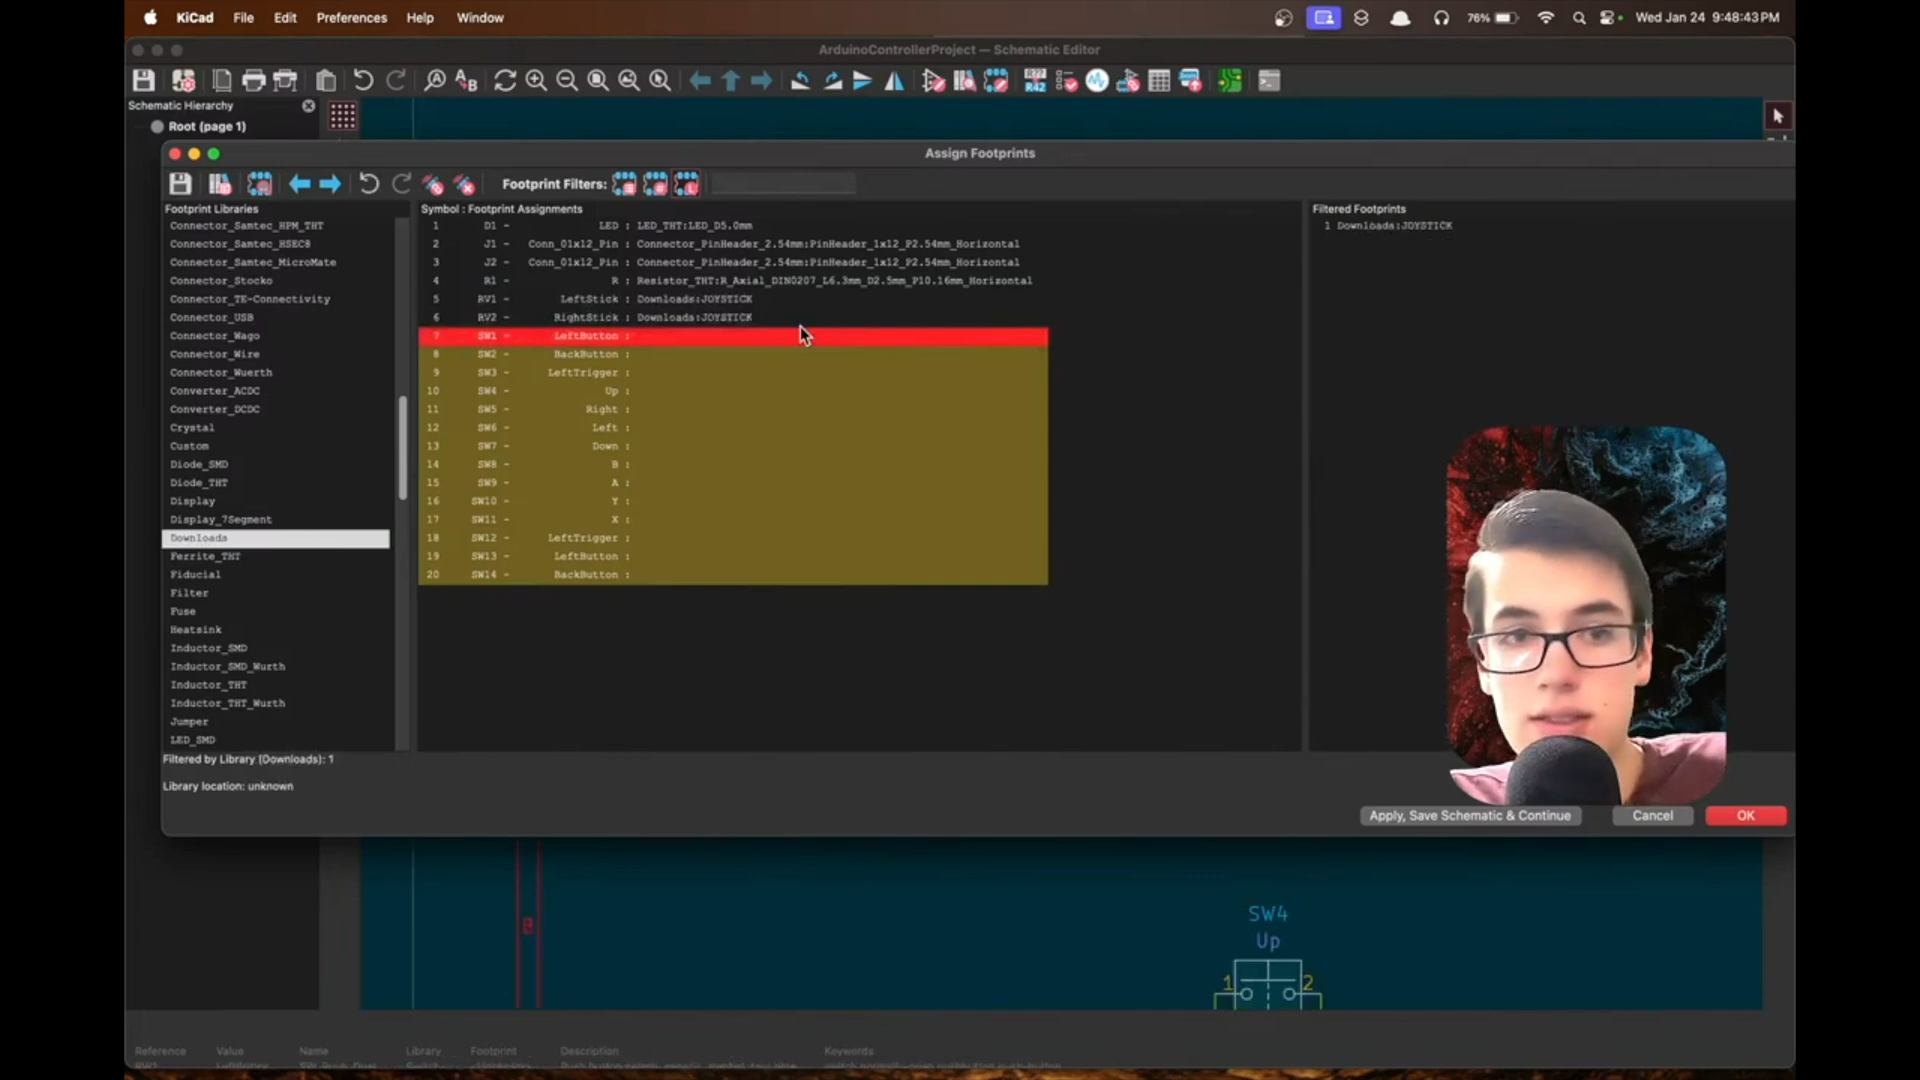 KiCad File Edit Preferences Help Window 76% Wed Jan 24 9:48:43 PM
ArduinoControllerProject — Schematic Editor
Schematic Hierarchy
Root (page 1)
Assign Footprints
Footprint Filters:
Footprint Libraries
Connector_Samtec_HPM_THT
Connector_Samtec_HSEC8
Connector_Samtec_MicroMate
Connector_Stocko
Connector_TE-Connectivity
Connector_USB
Connector_Wago
Connector_Wire
Connector_Wuerth
Converter_ACDC
Converter_DCDC
Crystal
Custom
Diode_SMD
Diode_THT
Display
Display_7Segment
Downloads
Ferrite_THT
Fiducial
Filter
Fuse
Heatsink
Inductor_SMD
Inductor_SMD_Wurth
Inductor_THT
Inductor_THT_Wurth
Jumper
LED_SMD
Symbol : Footprint Assignments
1 D1 - LED : LED_THT:LED_D5.0mm
2 J1 - Conn_01x12_Pin : Connector_PinHeader_2.54mm:PinHeader_1x12_P2.54mm_Horizontal
3 J2 - Conn_01x12_Pin : Connector_PinHeader_2.54mm:PinHeader_1x12_P2.54mm_Horizontal
4 R1 - R : Resistor_THT:R_Axial_DIN0207_L6.3mm_D2.5mm_P10.16mm_Horizontal
5 RV1 - LeftStick : Downloads:JOYSTICK
6 RV2 - RightStick : Downloads:JOYSTICK
7 SW1 - LeftButton :
8 SW2 - BackButton :
9 SW3 - LeftTrigger :
10 SW4 - Up :
11 SW5 - Right :
12 SW6 - Left :
13 SW7 - Down :
14 SW8 - B :
15 SW9 - A :
16 SW10 - Y :
17 SW11 - X :
18 SW12 - LeftTrigger :
19 SW13 - LeftButton :
20 SW14 - BackButton :
Filtered Footprints
1 Downloads:JOYSTICK
Filtered by Library (Downloads): 1
Library location: unknown
Apply, Save Schematic & Continue Cancel OK
SW4
Up
1 2
Reference Value Name Library Footprint Description Keywords